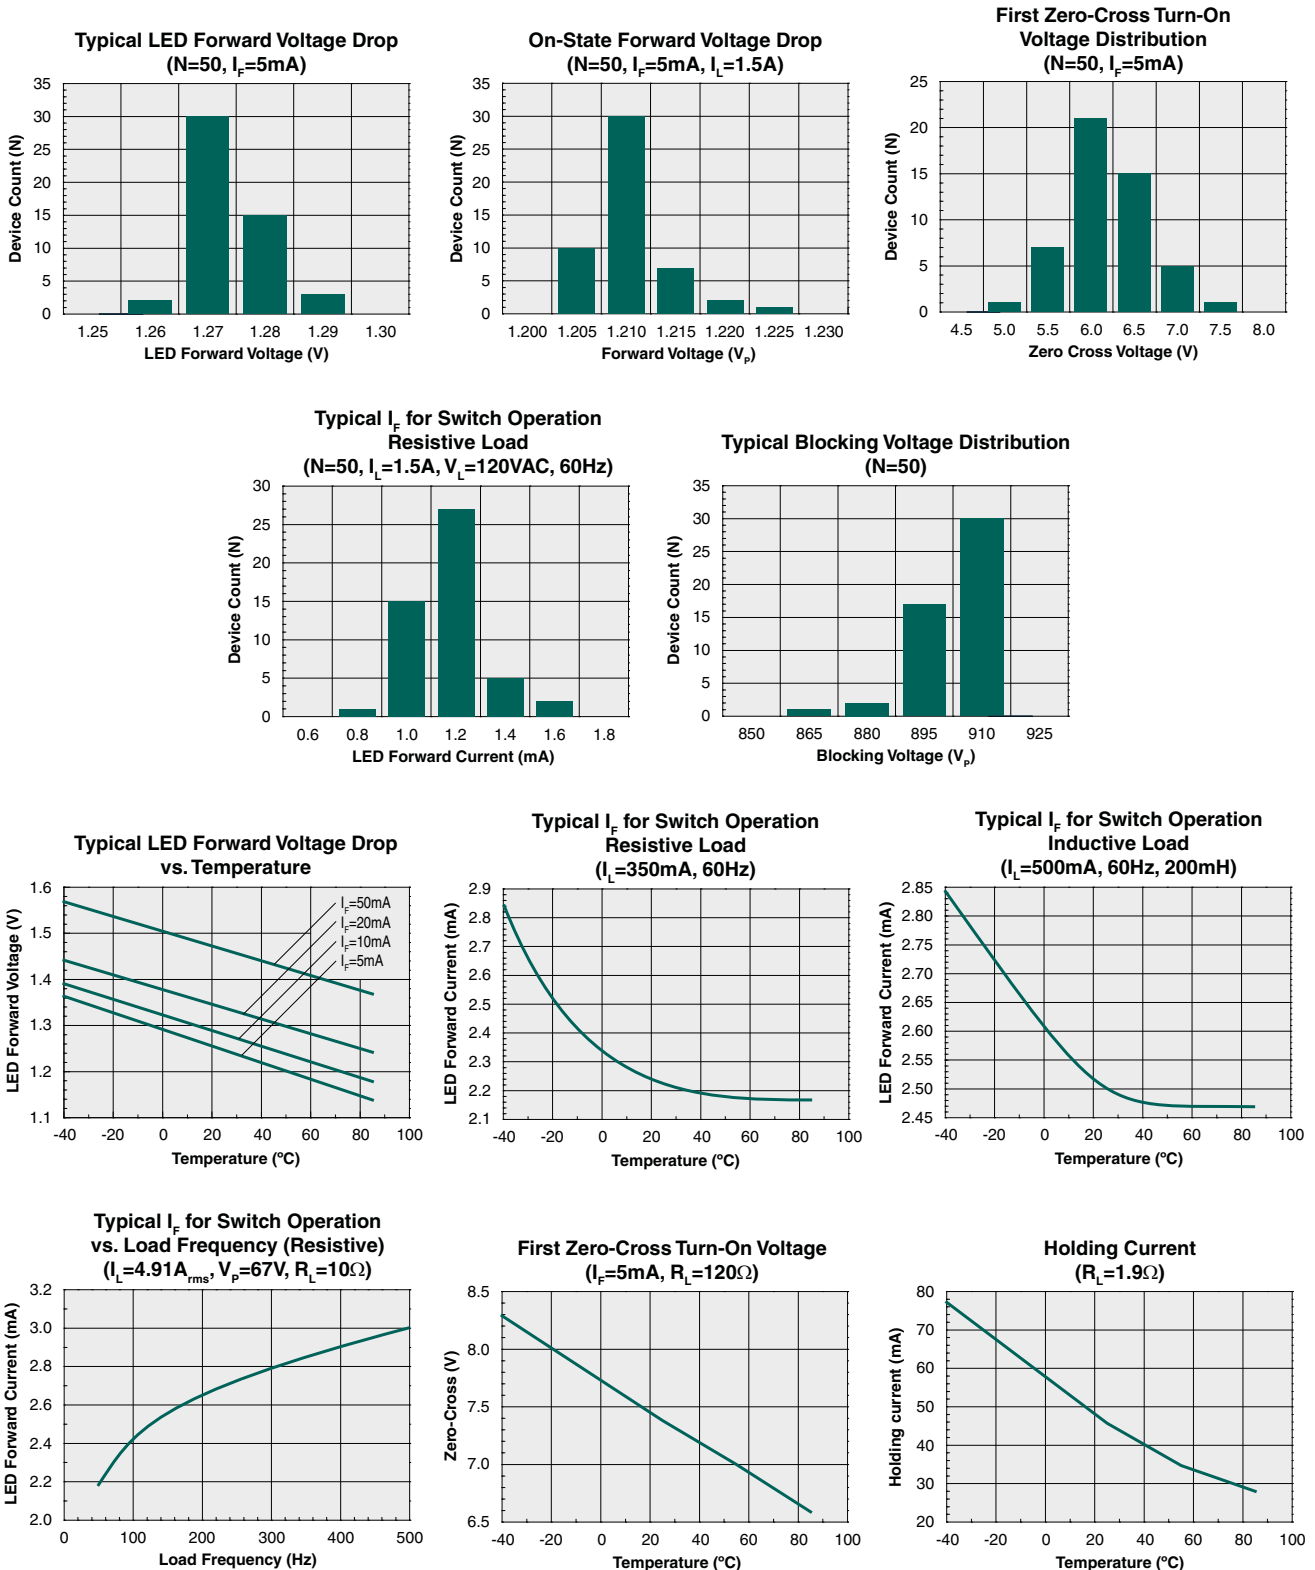 Typical LED Forward Voltage Drop
(N=50, IF=5mA)
35
30
25
20
15
10
5
0
Device Count (N)
1.25 1.26 1.27 1.28 1.29 1.30
LED Forward Voltage (V)
On-State Forward Voltage Drop
(N=50, IF=5mA, IL=1.5A)
35
30
25
20
15
10
5
0
Device Count (N)
1.200 1.205 1.210 1.215 1.220 1.225 1.230
Forward Voltage (VP)
First Zero-Cross Turn-On
Voltage Distribution
(N=50, IF=5mA)
25
20
15
10
5
0
Device Count (N)
4.5 5.0 5.5 6.0 6.5 7.0 7.5 8.0
Zero Cross Voltage (V)
Typical IF for Switch Operation
Resistive Load
(N=50, IL=1.5A, VL=120VAC, 60Hz)
30
25
20
15
10
5
0
Device Count (N)
0.6 0.8 1.0 1.2 1.4 1.6 1.8
LED Forward Current (mA)
Typical Blocking Voltage Distribution
(N=50)
35
30
25
20
15
10
5
0
Device Count (N)
850 865 880 895 910 925
Blocking Voltage (VP)
Typical LED Forward Voltage Drop
vs. Temperature
1.6
1.5
1.4
1.3
1.2
1.1
LED Forward Voltage (V)
IF=50mA
IF=20mA
IF=10mA
IF=5mA
-40 -20 0 20 40 60 80 100
Temperature (ºC)
Typical IF for Switch Operation
Resistive Load
(IL=350mA, 60Hz)
2.9
2.8
2.7
2.6
2.5
2.4
2.3
2.2
2.1
LED Forward Current (mA)
-40 -20 0 20 40 60 80 100
Temperature (ºC)
Typical IF for Switch Operation
Inductive Load
(IL=500mA, 60Hz, 200mH)
2.85
2.80
2.75
2.70
2.65
2.60
2.55
2.50
2.45
LED Forward Current (mA)
-40 -20 0 20 40 60 80 100
Temperature (ºC)
Typical IF for Switch Operation
vs. Load Frequency (Resistive)
(IL=4.91Arms, VP=67V, RL=10Ω)
3.2
3.0
2.8
2.6
2.4
2.2
2.0
LED Forward Current (mA)
0 100 200 300 400 500
Load Frequency (Hz)
First Zero-Cross Turn-On Voltage
(IF=5mA, RL=120Ω)
8.5
8.0
7.5
7.0
6.5
Zero-Cross (V)
-40 -20 0 20 40 60 80 100
Temperature (ºC)
Holding Current
(RL=1.9Ω)
80
70
60
50
40
30
20
Holding current (mA)
-40 -20 0 20 40 60 80 100
Temperature (ºC)